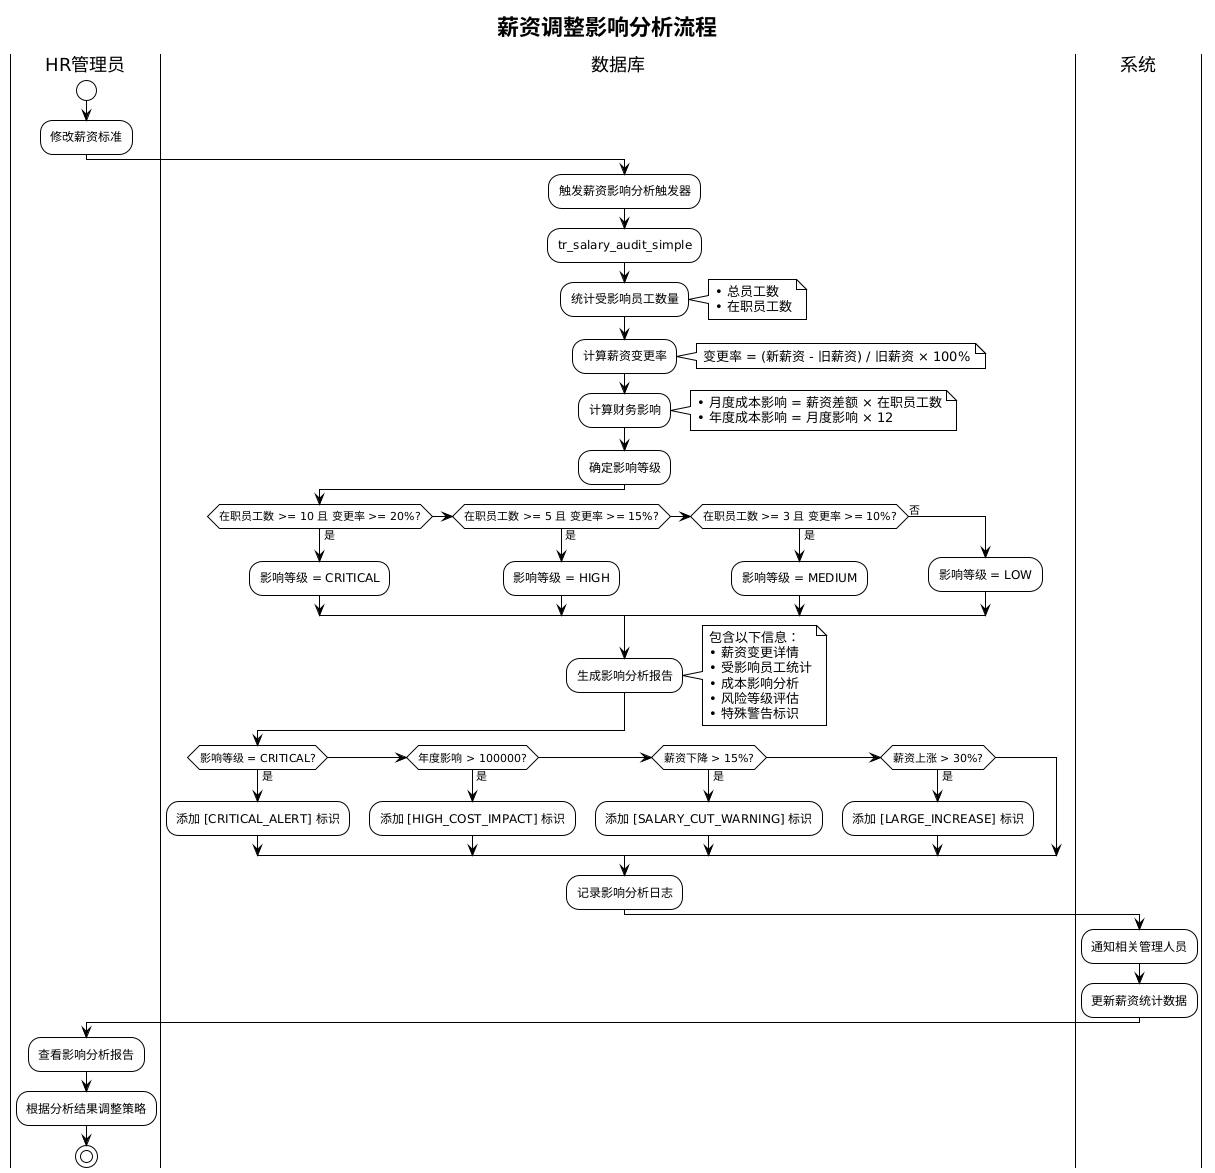 薪资调整影响分析流程
HR管理员
数据库
系统
修改薪资标准
触发薪资影响分析触发器
tr_salary_audit_simple
统计受影响员工数量
• 总员工数
• 在职员工数
计算薪资变更率
变更率 = (新薪资 - 旧薪资) / 旧薪资 × 100%
计算财务影响
• 月度成本影响 = 薪资差额 × 在职员工数
• 年度成本影响 = 月度影响 × 12
确定影响等级
在职员工数 >= 10 且 变更率 >= 20%?
在职员工数 >= 5 且 变更率 >= 15%?
在职员工数 >= 3 且 变更率 >= 10%?
否
是
是
是
影响等级 = CRITICAL
影响等级 = HIGH
影响等级 = MEDIUM
影响等级 = LOW
生成影响分析报告
包含以下信息：
• 薪资变更详情
• 受影响员工统计
• 成本影响分析
• 风险等级评估
• 特殊警告标识
影响等级 = CRITICAL?
年度影响 > 100000?
薪资下降 > 15%?
薪资上涨 > 30%?
是
是
是
是
添加 [CRITICAL_ALERT] 标识
添加 [HIGH_COST_IMPACT] 标识
添加 [SALARY_CUT_WARNING] 标识
添加 [LARGE_INCREASE] 标识
记录影响分析日志
通知相关管理人员
更新薪资统计数据
查看影响分析报告
根据分析结果调整策略